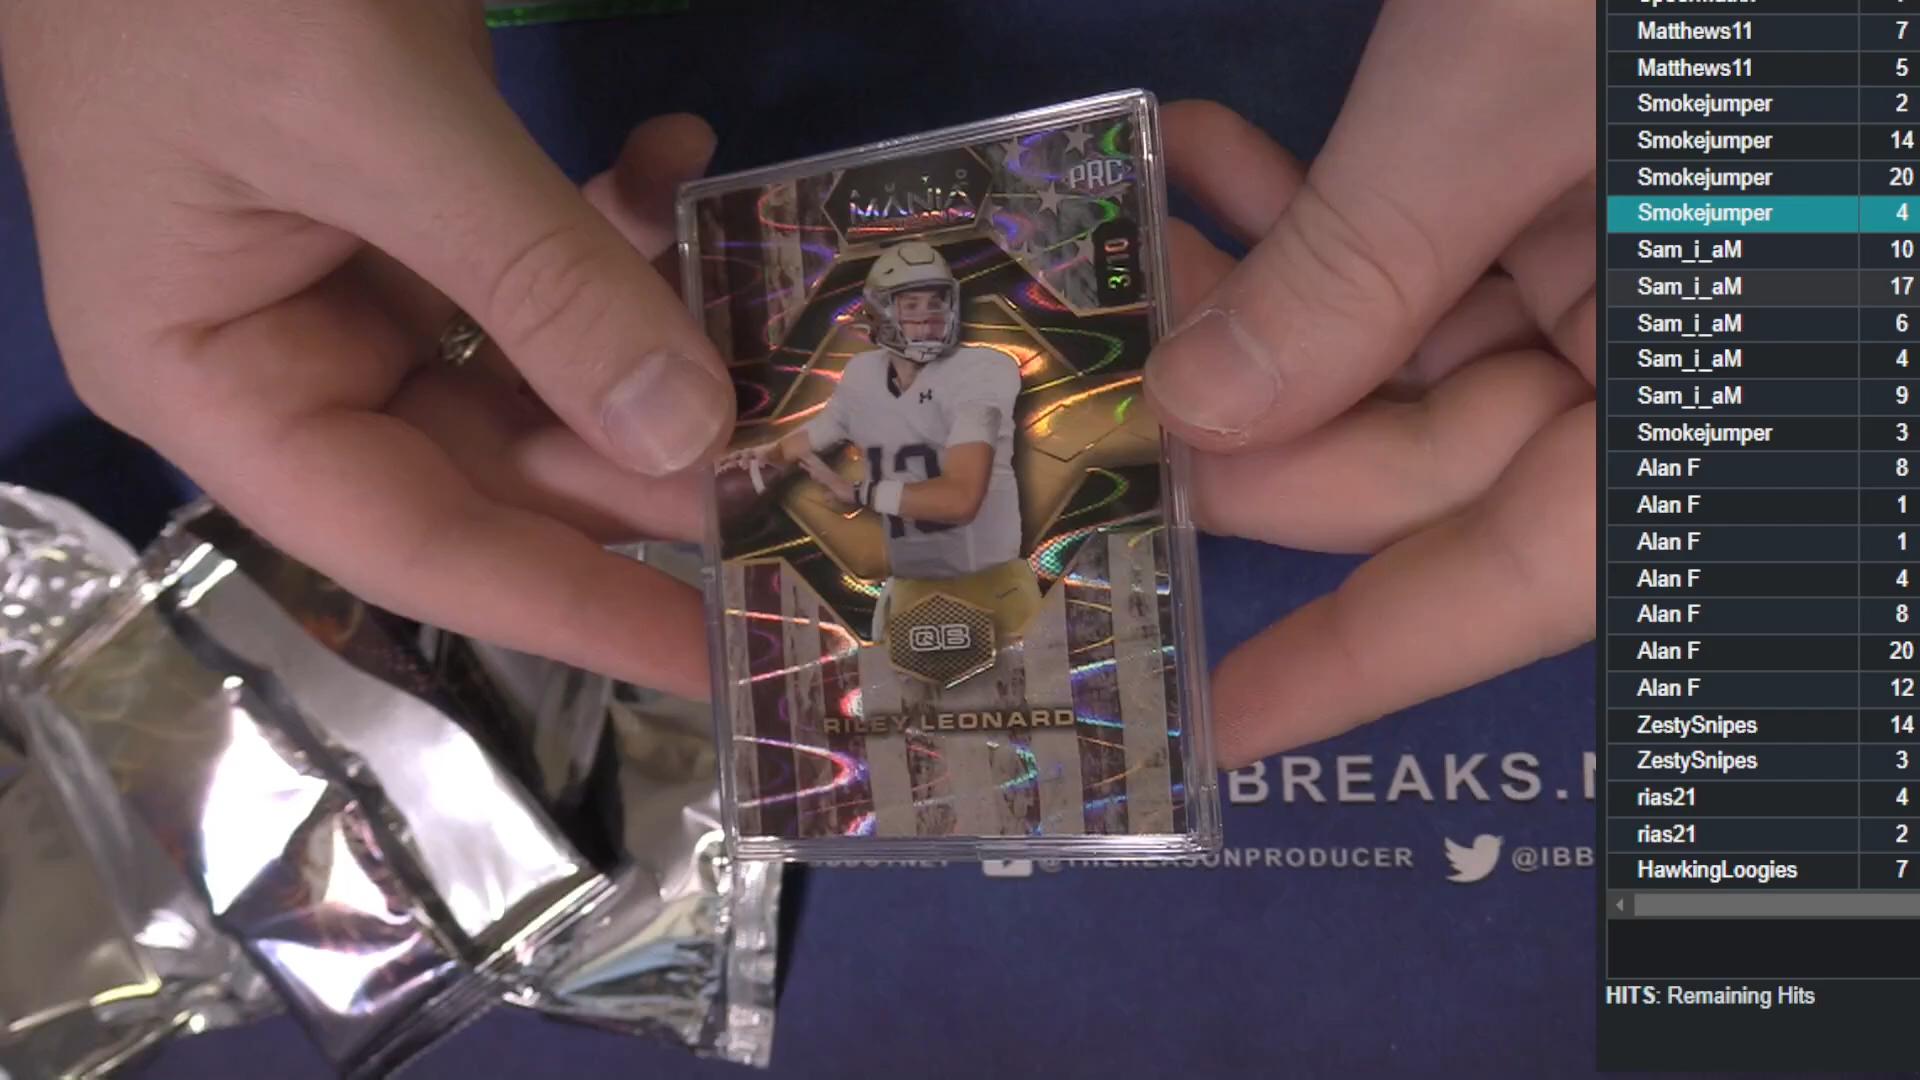 AUTO
MANIA
PRC
3/10
13
QB
RILEY LEONARD
BREAKS.
NPRODUCER
@IBB
Matthews11 7
Matthews11 5
Smokejumper 2
Smokejumper 14
Smokejumper 20
Smokejumper 4
Sam_i_aM 10
Sam_i_aM 17
Sam_i_aM 6
Sam_i_aM 4
Sam_i_aM 9
Smokejumper 3
Alan F 8
Alan F 1
Alan F 1
Alan F 4
Alan F 8
Alan F 20
Alan F 12
ZestySnipes 14
ZestySnipes 3
rias21 4
rias21 2
HawkingLoogies 7
HITS: Remaining Hits